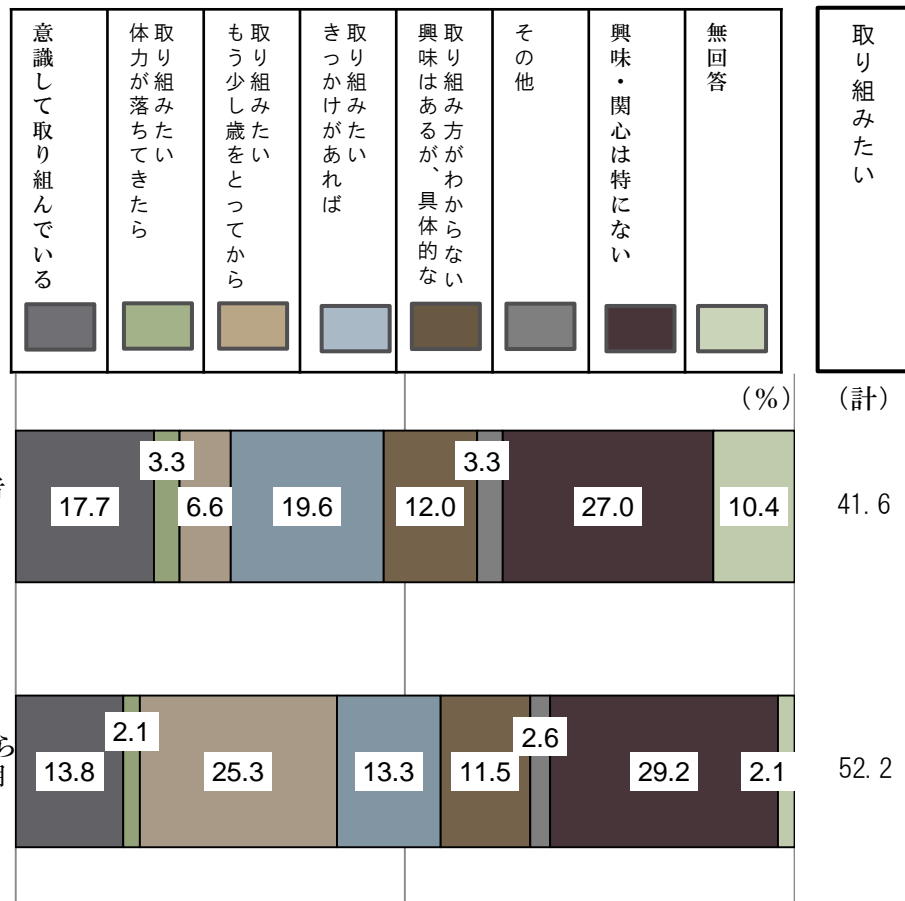 意識して取り組んでいる
体力が落ちてきたら
取り組みたい
もう少し歳をとってから
取り組みたい
きっかけがあれば
取り組みたい
興味はあるが、具体的な
取り組み方がわからない
その他
興味・関心は特にない
無回答
取り組みたい
(%)
(計)
17.7
3.3
6.6
19.6
12.0
3.3
27.0
10.4
41.6
13.8
2.1
25.3
13.3
11.5
2.6
29.2
2.1
52.2